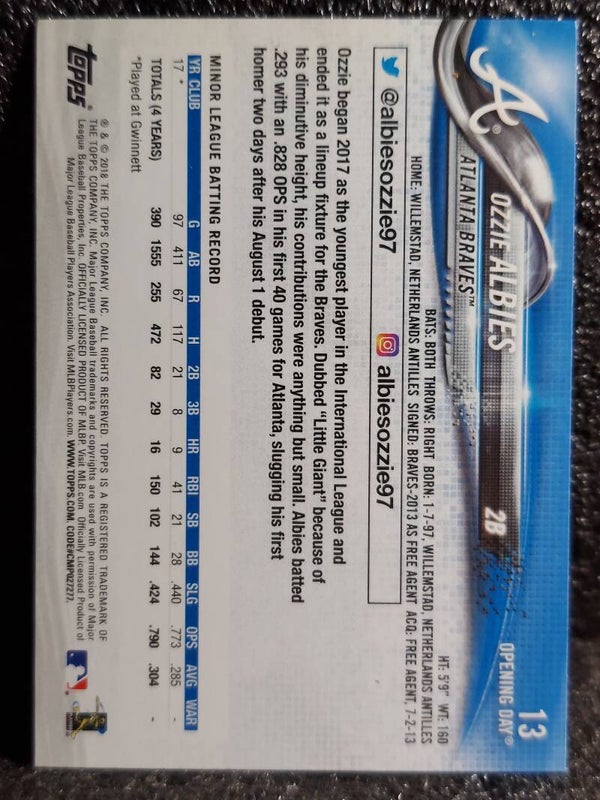 13
OPENING DAY®
A®
OZZIE ALBIES 2B
ATLANTA BRAVES™
HT: 5'9" WT: 160
BATS: BOTH THROWS: RIGHT BORN: 1-7-97, WILLEMSTAD, NETHERLANDS ANTILLES
HOME: WILLEMSTAD, NETHERLANDS ANTILLES SIGNED: BRAVES-2013 AS FREE AGENT ACQ: FREE AGENT, 7-2-13
@albiesozzie97 albiesozzie97
Ozzie began 2017 as the youngest player in the International League and
ended it as a lineup fixture for the Braves. Dubbed "Little Giant" because of
his diminutive height, his contributions were anything but small. Albies batted
.293 with an .828 OPS in his first 40 games for Atlanta, slugging his first
homer two days after his August 1 debut.
MINOR LEAGUE BATTING RECORD
YR CLUB G AB R H 2B 3B HR RBI SB BB SLG OPS AVG WAR
17 * 97 411 67 117 21 8 9 41 21 28 .440 .773 .285 -
TOTALS (4 YEARS) 390 1555 255 472 82 29 16 150 102 144 .424 .790 .304 -
*Played at Gwinnett
topps®
® & © 2018 THE TOPPS COMPANY, INC. ALL RIGHTS RESERVED. TOPPS IS A REGISTERED TRADEMARK OF
THE TOPPS COMPANY, INC. Major League Baseball trademarks and copyrights are used with permission of Major
League Baseball Properties, Inc. OFFICIALLY LICENSED PRODUCT OF MLBP. Visit MLB.com. Officially Licensed Product of
Major League Baseball Players Association. Visit MLBPlayers.com. WWW.TOPPS.COM. CODE#CMP027277.